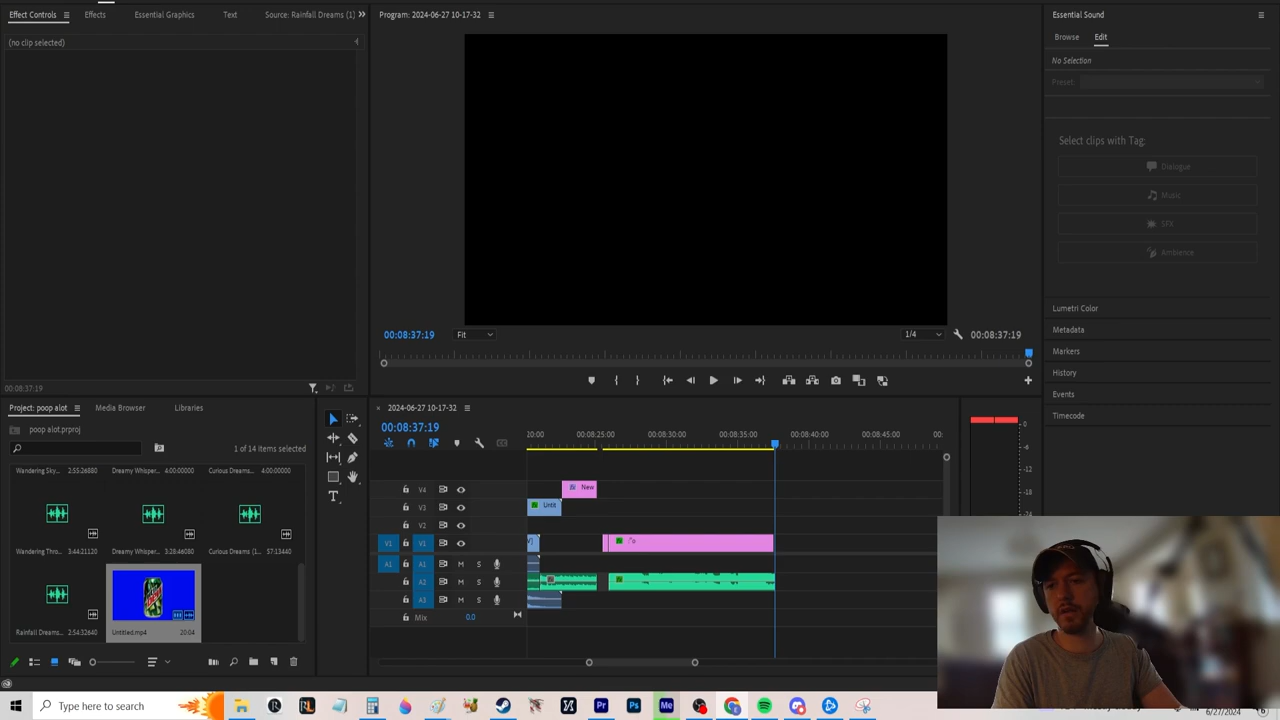 Effect Controls
Effects
Essential Graphics
Text
Source: Rainfall Dreams (1)
Program: 2024-06-27 10-17-32
Essential Sound
(no clip selected)
Browse
Edit
No Selection
Preset:
Select clips with Tag:
Dialogue
Music
SFX
Ambience
Lumetri Color
Metadata
Markers
History
Events
Timecode
00:08:37:19
Fit
1/4
00:08:37:19
00:08:37:19
Project: poop alot
Media Browser
Libraries
poop alot.prproj
1 of 14 items selected
Wandering Sky... 2:55:26880
Dreamy Whisper... 4:00:00000
Curious Dreams... 4:00:00000
Wandering Thro... 3:44:21120
Dreamy Whisper... 3:28:46080
Curious Dreams (1... 57:13440
Rainfall Dreams... 2:54:32640
Untitled.mp4 20:04
2024-06-27 10-17-32
00:08:37:19
20:00
00:08:25:00
00:08:30:00
00:08:35:00
00:08:40:00
00:08:45:00
00:
V4
New
V3
Untit
V2
V1
V1
A1
A1
M
S
A2
M
S
A3
M
S
Mix
0.0
0
-6
-12
-18
-24
Type here to search
6/27/2024